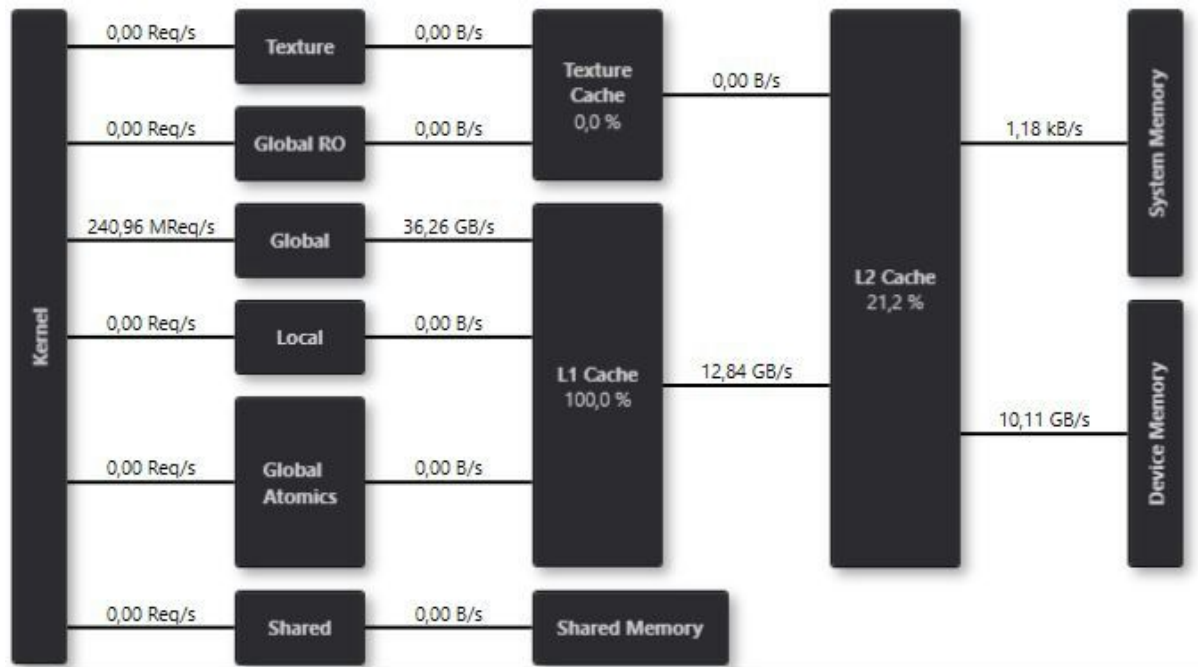 0,00 Req/s
Texture
0,00 B/s
Texture
Cache
0,0 %
0,00 B/s
0,00 Req/s
Global RO
0,00 B/s
240,96 MReq/s
Global
36,26 GB/s
0,00 Req/s
Local
0,00 B/s
L1 Cache
100,0 %
12,84 GB/s
0,00 Req/s
Global
Atomics
0,00 B/s
0,00 Req/s
Shared
0,00 B/s
Shared Memory
Kernel
L2 Cache
21,2 %
1,18 kB/s
System Memory
10,11 GB/s
Device Memory